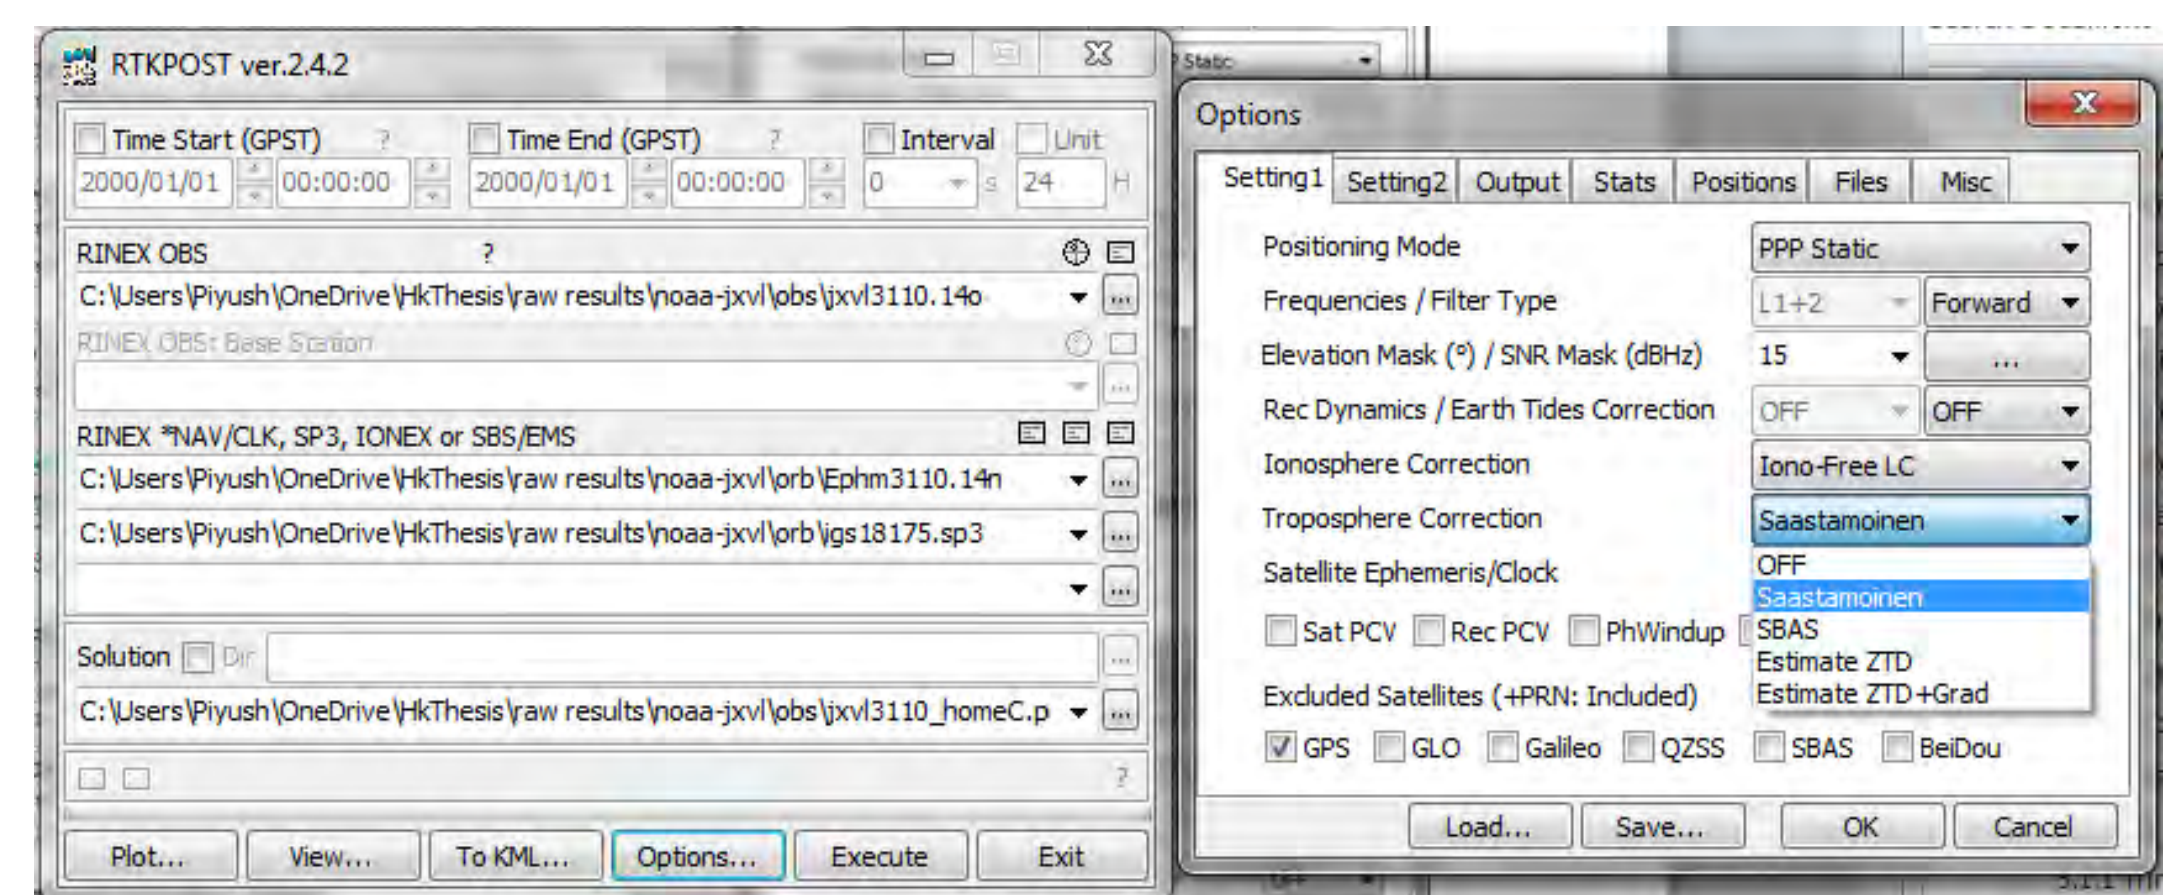 RTKPOST ver.2.4.2
Time Start (GPST) ? Time End (GPST) ? Interval Unit
2000/01/01 00:00:00 2000/01/01 00:00:00 0 s 24 H
RINEX OBS ?
C:\Users\Piyush\OneDrive\HkThesis\raw results\noaa-jxvl\obs\jxvl3110.14o ...
RINEX OBS: Base Station
...
RINEX *NAV/CLK, SP3, IONEX or SBS/EMS
C:\Users\Piyush\OneDrive\HkThesis\raw results\noaa-jxvl\orb\Ephm3110.14n ...
C:\Users\Piyush\OneDrive\HkThesis\raw results\noaa-jxvl\orb\igs18175.sp3 ...
...
Solution Dir ...
C:\Users\Piyush\OneDrive\HkThesis\raw results\noaa-jxvl\obs\jxvl3110_homeC.p ...
?
Plot... View... To KML... Options... Execute Exit
Static
Options
Setting1 Setting2 Output Stats Positions Files Misc
Positioning Mode PPP Static
Frequencies / Filter Type L1+2 Forward
Elevation Mask (°) / SNR Mask (dBHz) 15 ...
Rec Dynamics / Earth Tides Correction OFF OFF
Ionosphere Correction Iono-Free LC
Troposphere Correction Saastamoinen
OFF
Satellite Ephemeris/Clock
Saastamoinen
Sat PCV Rec PCV PhWindup
SBAS
Estimate ZTD
Excluded Satellites (+PRN: Included)
Estimate ZTD+Grad
GPS GLO Galileo QZSS SBAS BeiDou
Load... Save... OK Cancel